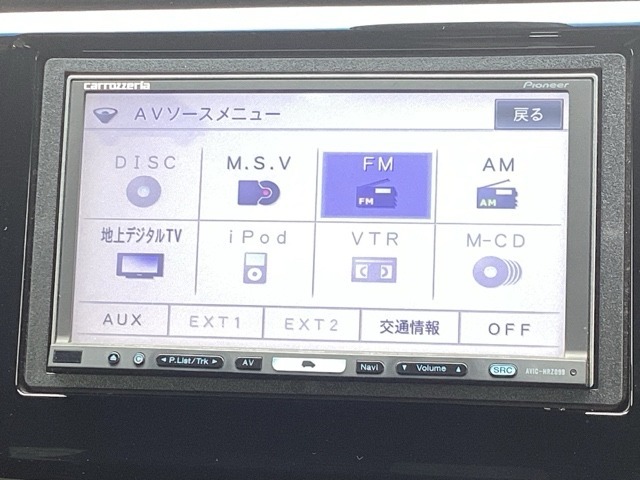 carrozzeria
Pioneer
AVソースメニュー
戻る
DISC M.S.V FM AM
FM
AM
地上デジタルTV iPod VTR M-CD
AUX EXT1 EXT2 交通情報 OFF
P.List/Trk AV Navi Volume SRC AVIC-HRZ099